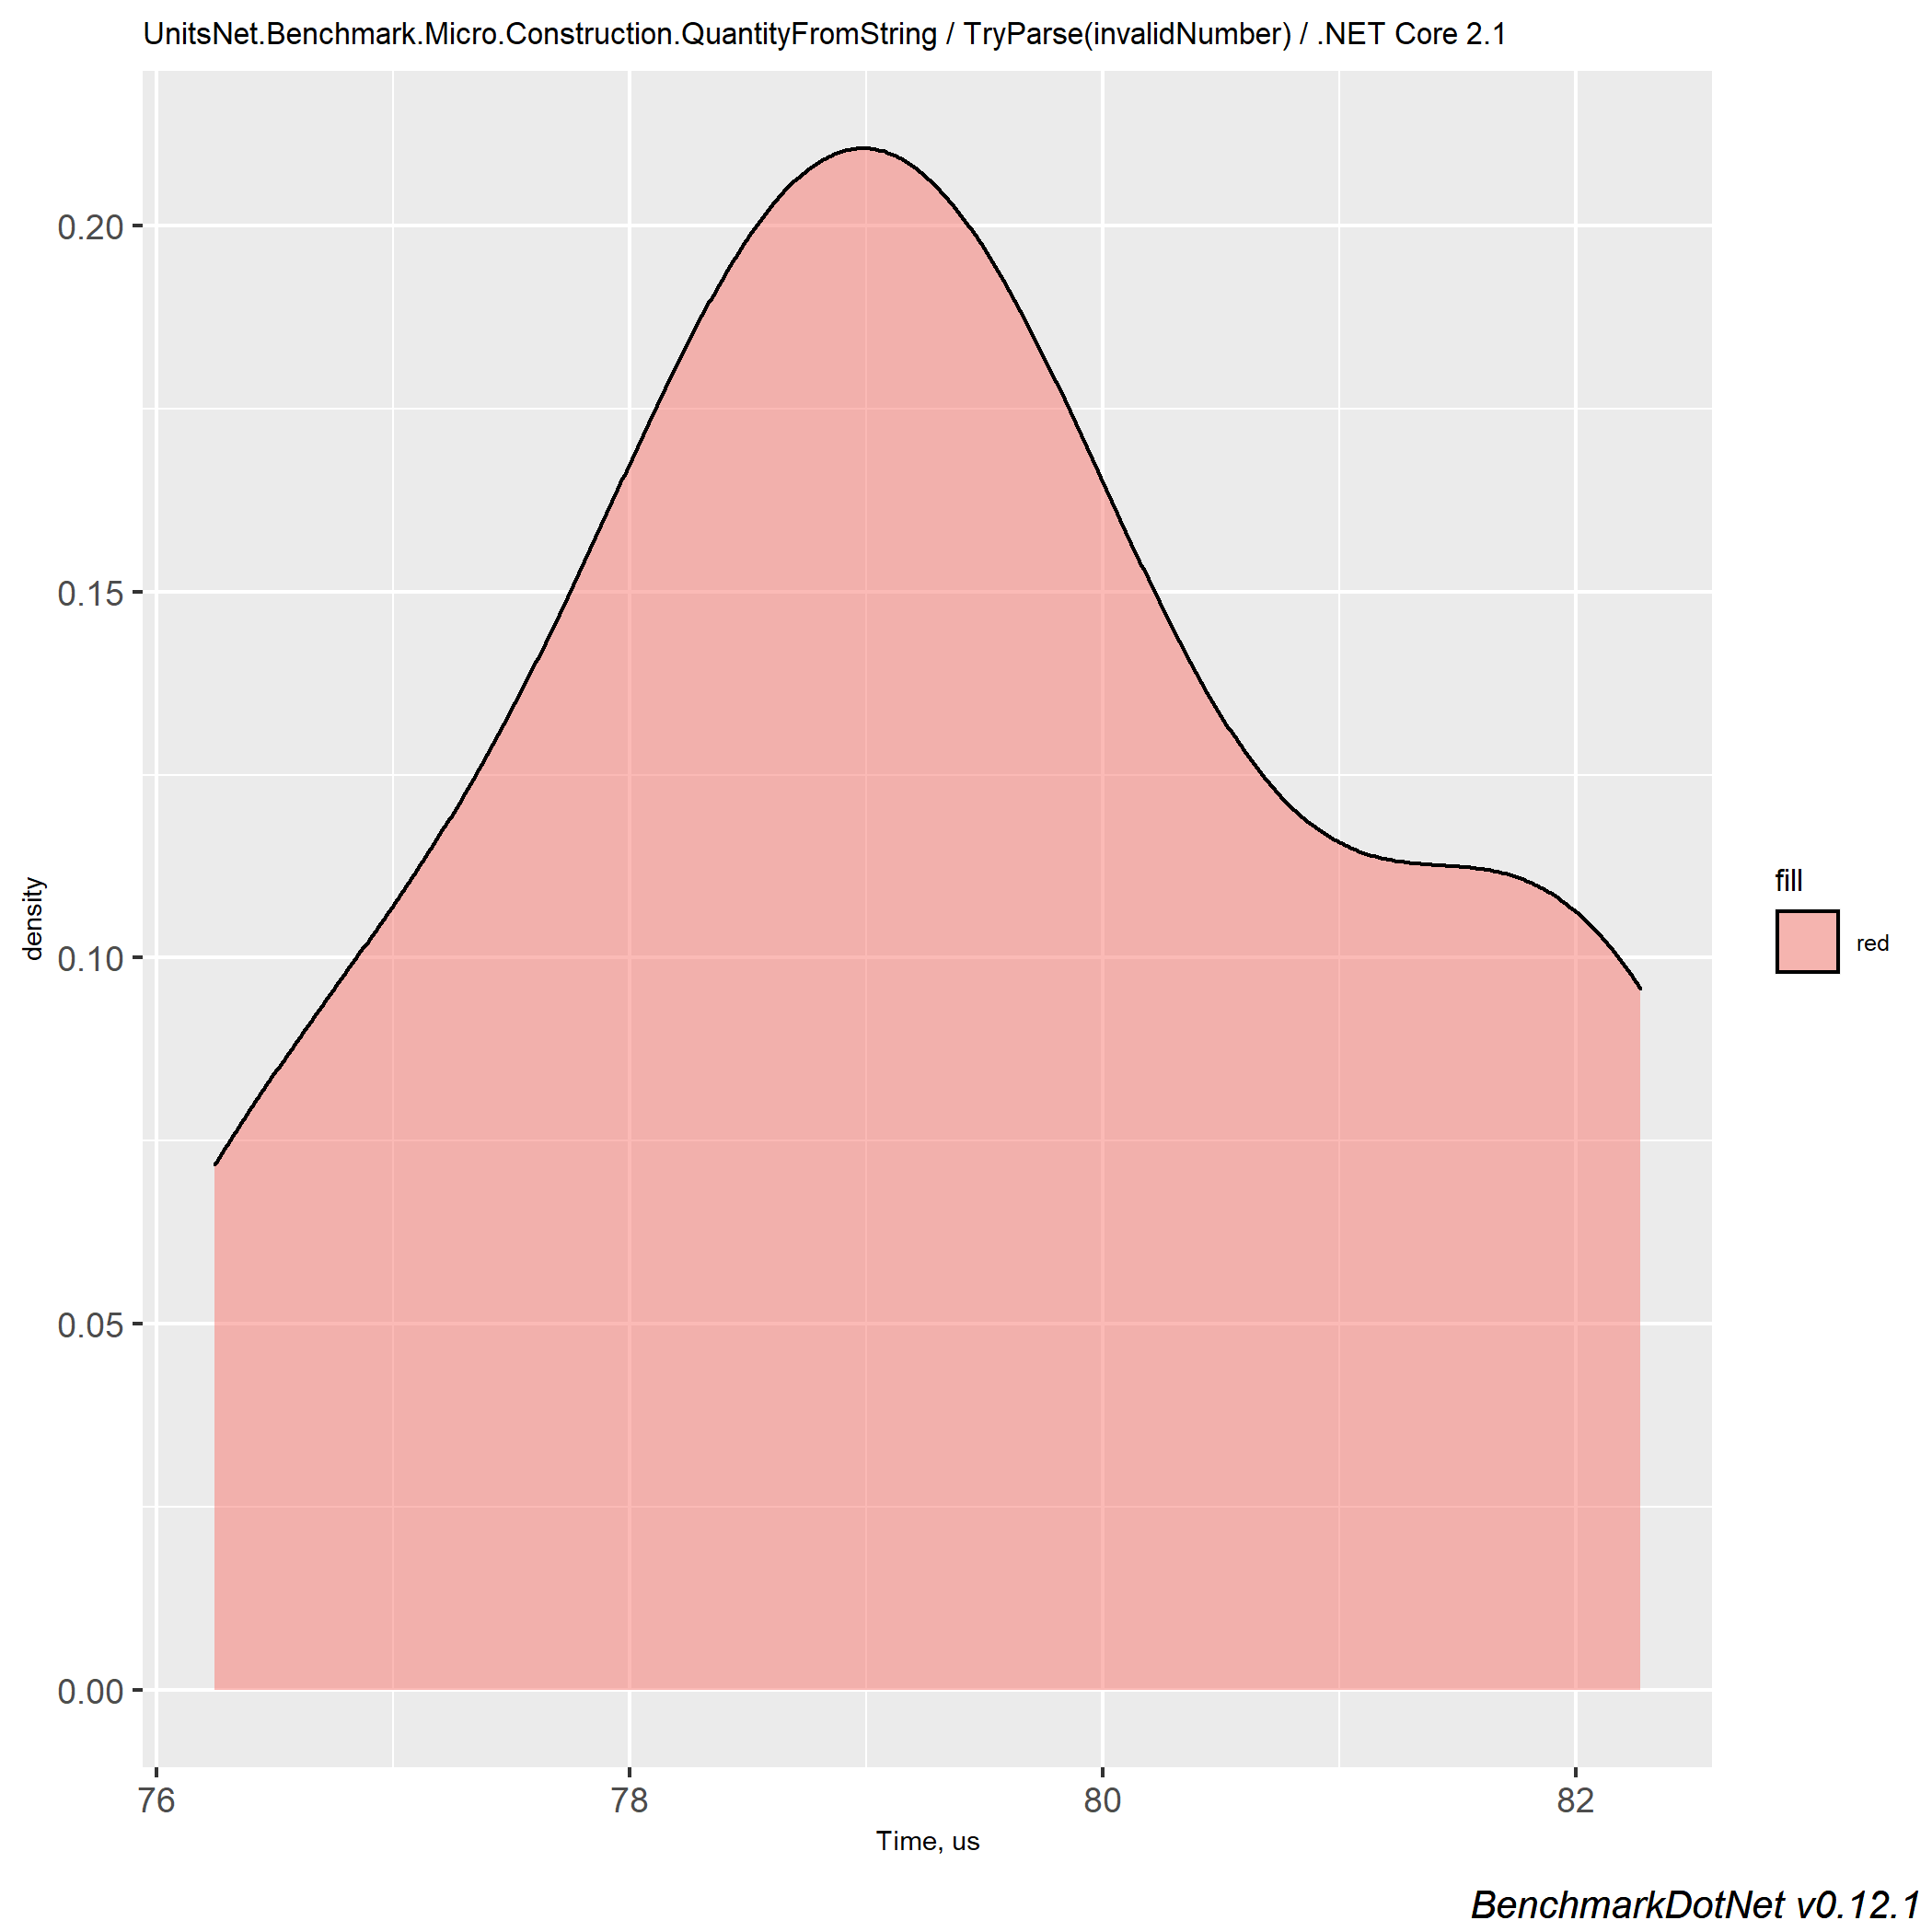 UnitsNet.Benchmark.Micro.Construction.QuantityFromString / TryParse(invalidNumber) / .NET Core 2.1
0.20
0.15
0.10
0.05
0.00
density
76 78 80 82
Time, us
fill
red
BenchmarkDotNet v0.12.1